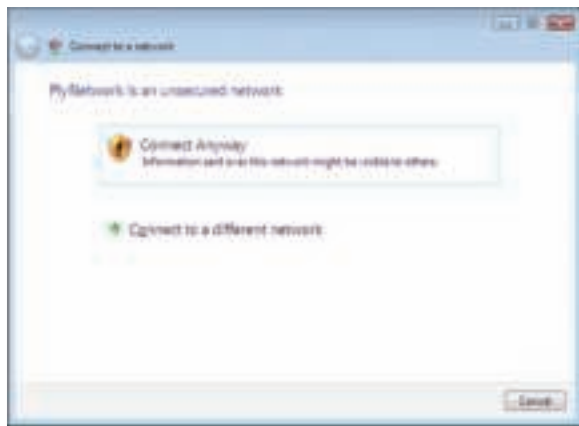 Connect to a network
MyNetwork is an unsecured network
Connect Anyway
Information sent over this network might be visible to others.
Connect to a different network
Cancel